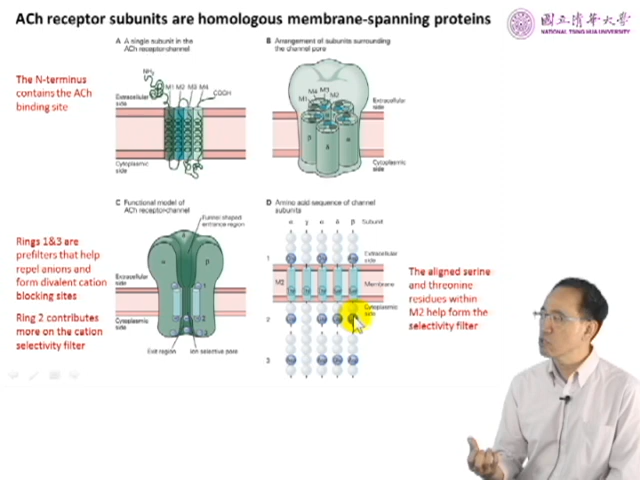 ACh receptor subunits are homologous membrane-spanning proteins
國立清華大學
NATIONAL TSING HUA UNIVERSITY
The N-terminus
contains the ACh
binding site
A A single subunit in the
ACh receptor-channel
NH₂
M1 M2 M3 M4
COOH
Extracellular
side
Cytoplasmic
side
B Arrangement of subunits surrounding
the channel pore
M4 M3
M1 M2
Extracellular
side
β
δ
α
Cytoplasmic
side
Rings 1&3 are
prefilters that help
repel anions and
form divalent cation
blocking sites
Ring 2 contributes
more on the cation
selectivity filter
C Functional model of
ACh receptor-channel
Funnel-shaped
entrance region
α
β
Extracellular
side
Cytoplasmic
side
Exit region
Ion selective pore
D Amino acid sequence of channel
subunits
α γ α δ β Subunit
1
Extracellular
side
M2
Membrane
Cytoplasmic
side
2
3
The aligned serine
and threonine
residues within
M2 help form the
selectivity filter